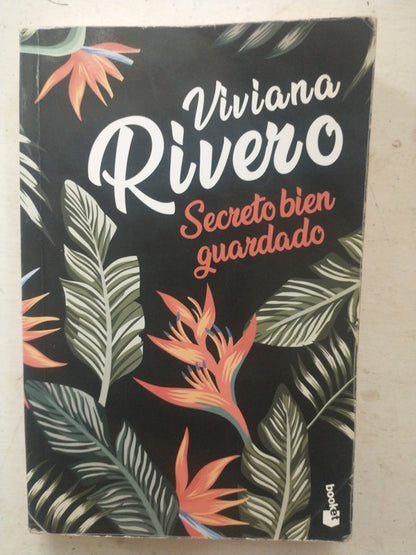 Viviana
Rivero
Secreto bien
guardado
booket